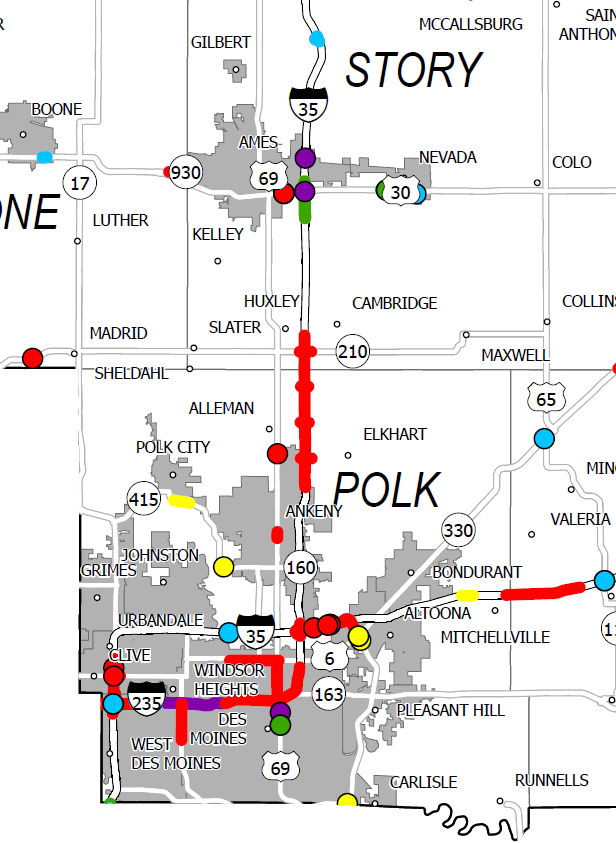 MCCALLSBURG
SAIN
ANTHON
GILBERT
STORY
35
BOONE
AMES
NEVADA
COLO
930
69
30
17
ONE
LUTHER
KELLEY
HUXLEY
CAMBRIDGE
COLLINS
SLATER
MADRID
210
MAXWELL
SHELDAHL
65
ALLEMAN
ELKHART
POLK CITY
POLK
MING
415
ANKENY
VALERIA
330
JOHNSTON
GRIMES
160
BONDURANT
ALTOONA
URBANDALE
35
MITCHELLVILLE
11
CLIVE
6
WINDSOR
HEIGHTS
163
235
PLEASANT HILL
DES
MOINES
WEST
DES MOINES
69
CARLISLE
RUNNELLS